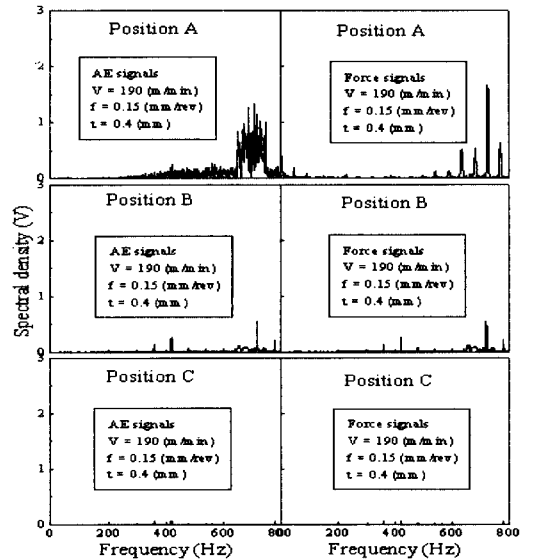 Position A
AE signals
V = 190 (m/min)
f = 0.15 (mm/rev)
t = 0.4 (mm)
Position A
Force signals
V = 190 (m/min)
f = 0.15 (mm/rev)
t = 0.4 (mm)
3
2
1
0
Position B
AE signals
V = 190 (m/min)
f = 0.15 (mm/rev)
t = 0.4 (mm)
Position B
Force signals
V = 190 (m/min)
f = 0.15 (mm/rev)
t = 0.4 (mm)
Spectral density (V)
3
2
1
0
Position C
AE signals
V = 190 (m/min)
f = 0.15 (mm/rev)
t = 0.4 (mm)
Position C
Force signals
V = 190 (m/min)
f = 0.15 (mm/rev)
t = 0.4 (mm)
3
2
1
0
0 200 400 600 200 400 600 800
Frequency (Hz) Frequency (Hz)